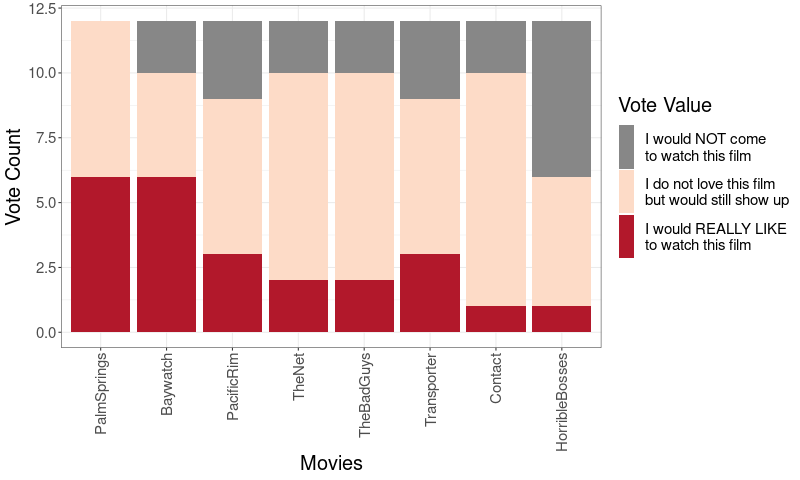 12.5
10.0
7.5
5.0
2.5
0.0
Vote Count
PalmSprings
Baywatch
PacificRim
TheNet
TheBadGuys
Transporter
Contact
HorribleBosses
Movies
Vote Value
I would NOT come
to watch this film
I do not love this film
but would still show up
I would REALLY LIKE
to watch this film